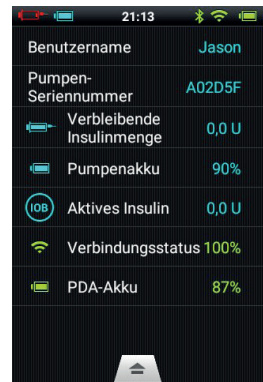 21:13
Benutzername Jason
Pumpen-
Seriennummer A02D5F
Verbleibende
Insulinmenge 0,0 U
Pumpenakku 90%
IOB Aktives Insulin 0,0 U
Verbindungsstatus 100%
PDA-Akku 87%